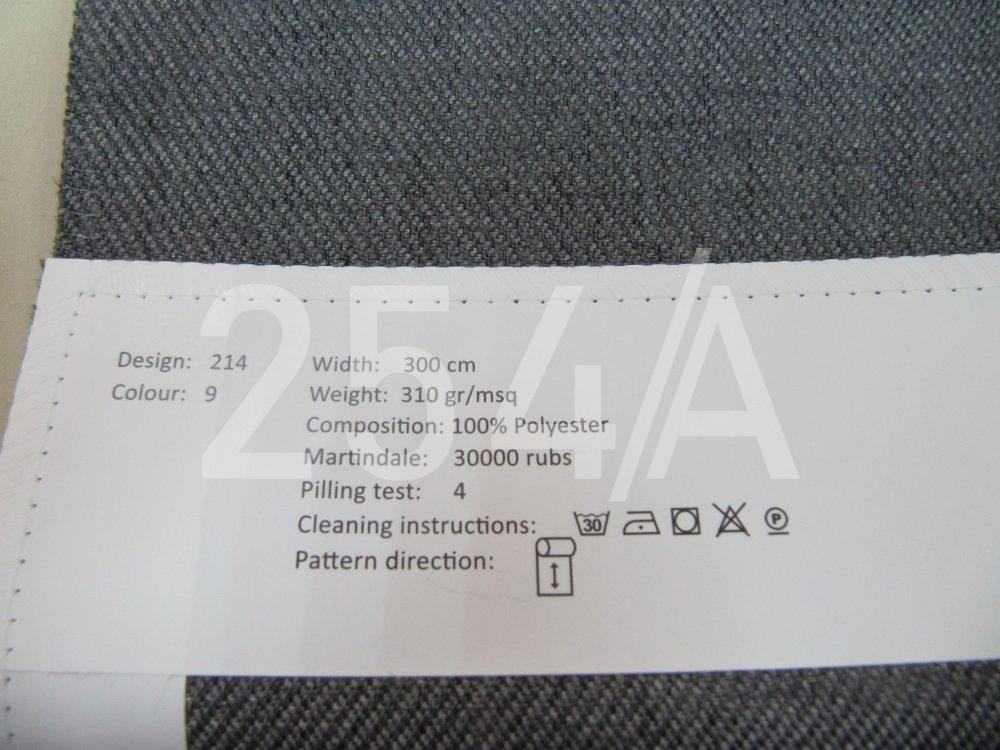 Design: 214
Colour: 9
Width: 300 cm
Weight: 310 gr/msq
Composition: 100% Polyester
Martindale: 30000 rubs
Pilling test: 4
Cleaning instructions: 30 P
Pattern direction:
254/A